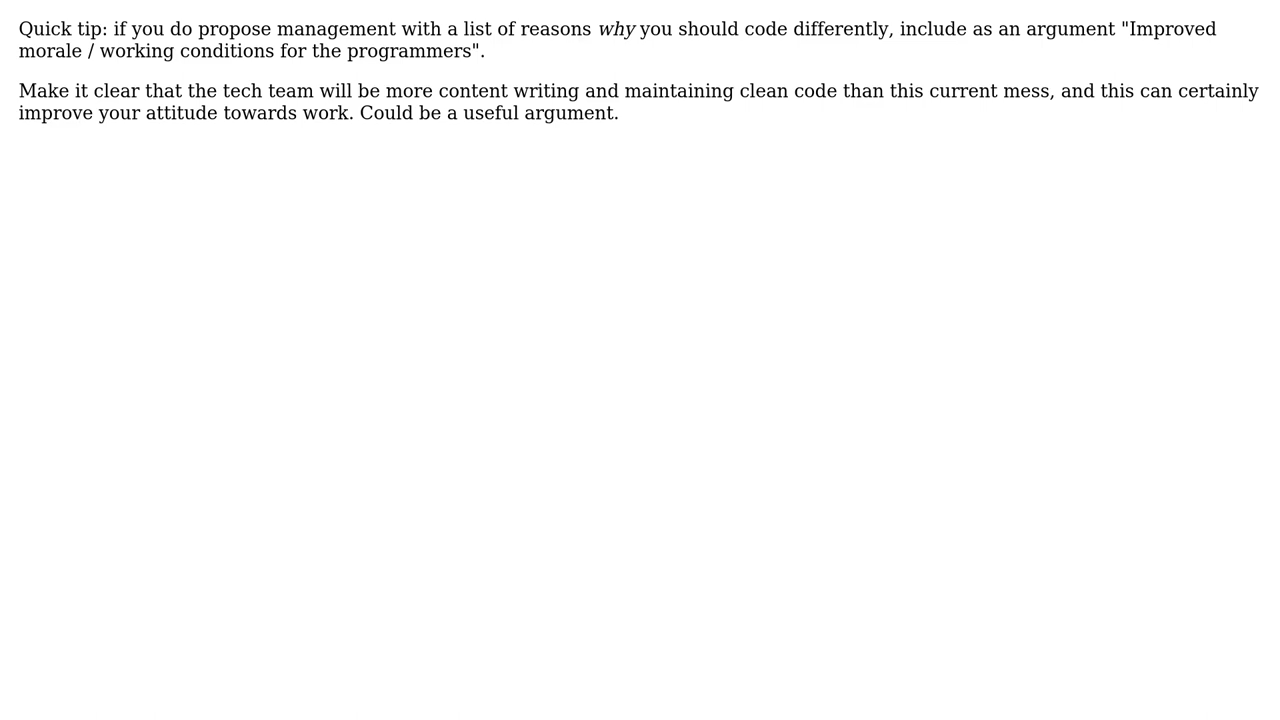 Quick tip: if you do propose management with a list of reasons why you should code differently, include as an argument "Improved
morale / working conditions for the programmers".
Make it clear that the tech team will be more content writing and maintaining clean code than this current mess, and this can certainly
improve your attitude towards work. Could be a useful argument.